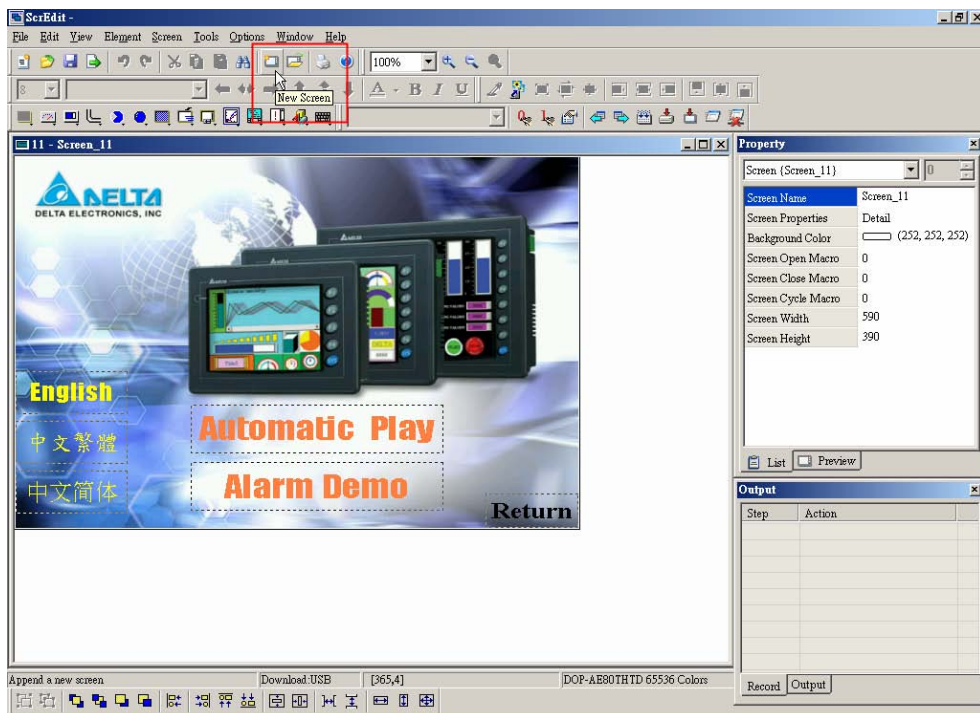 ScrEdit -
File Edit View Element Screen Tools Options Window Help
100%
8
A B I U
New Screen
11 - Screen_11
DELTA
DELTA ELECTRONICS, INC
English
中文繁體
中文简体
Automatic Play
Alarm Demo
Return
Property
Screen {Screen_11}
0
Screen Name Screen_11
Screen Properties Detail
Background Color (252, 252, 252)
Screen Open Macro 0
Screen Close Macro 0
Screen Cycle Macro 0
Screen Width 590
Screen Height 390
List Preview
Output
Step Action
Record Output
Append a new screen Download:USB [365,4] DOP-AE80THTD 65536 Colors